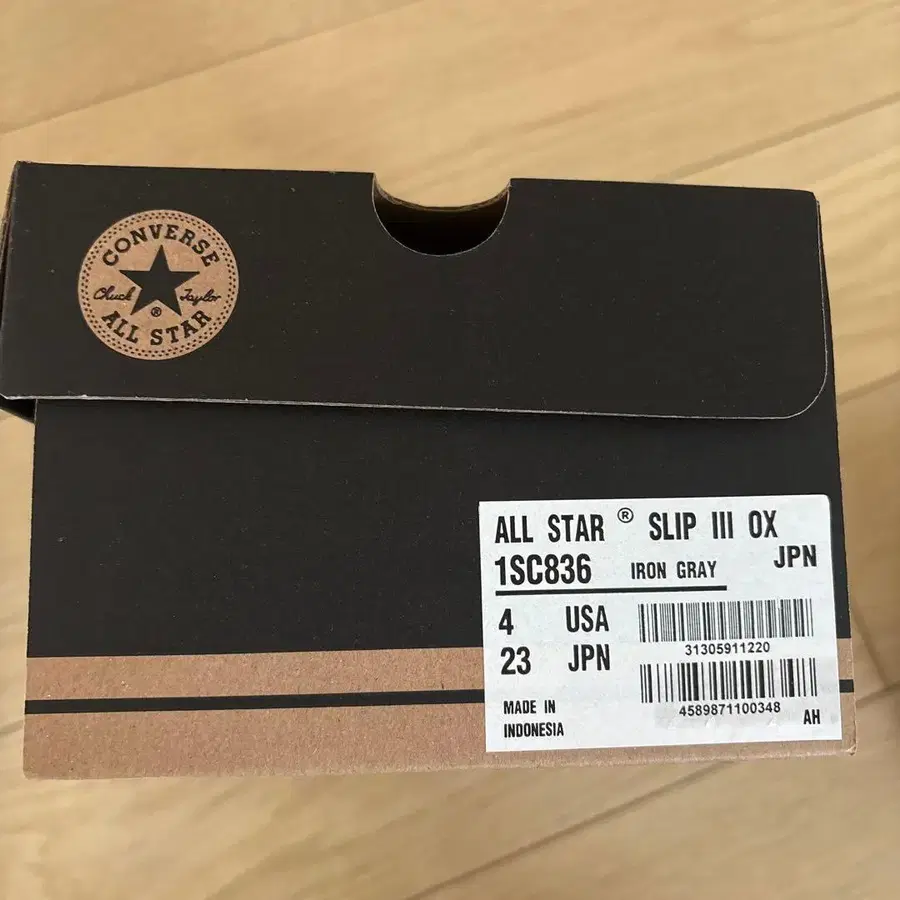 CONVERSE
Chuck Taylor
®
ALL STAR
ALL STAR ® SLIP III OX
1SC836 IRON GRAY JPN
4 USA
23 JPN
31305911220
4589871100348
MADE IN
INDONESIA
AH